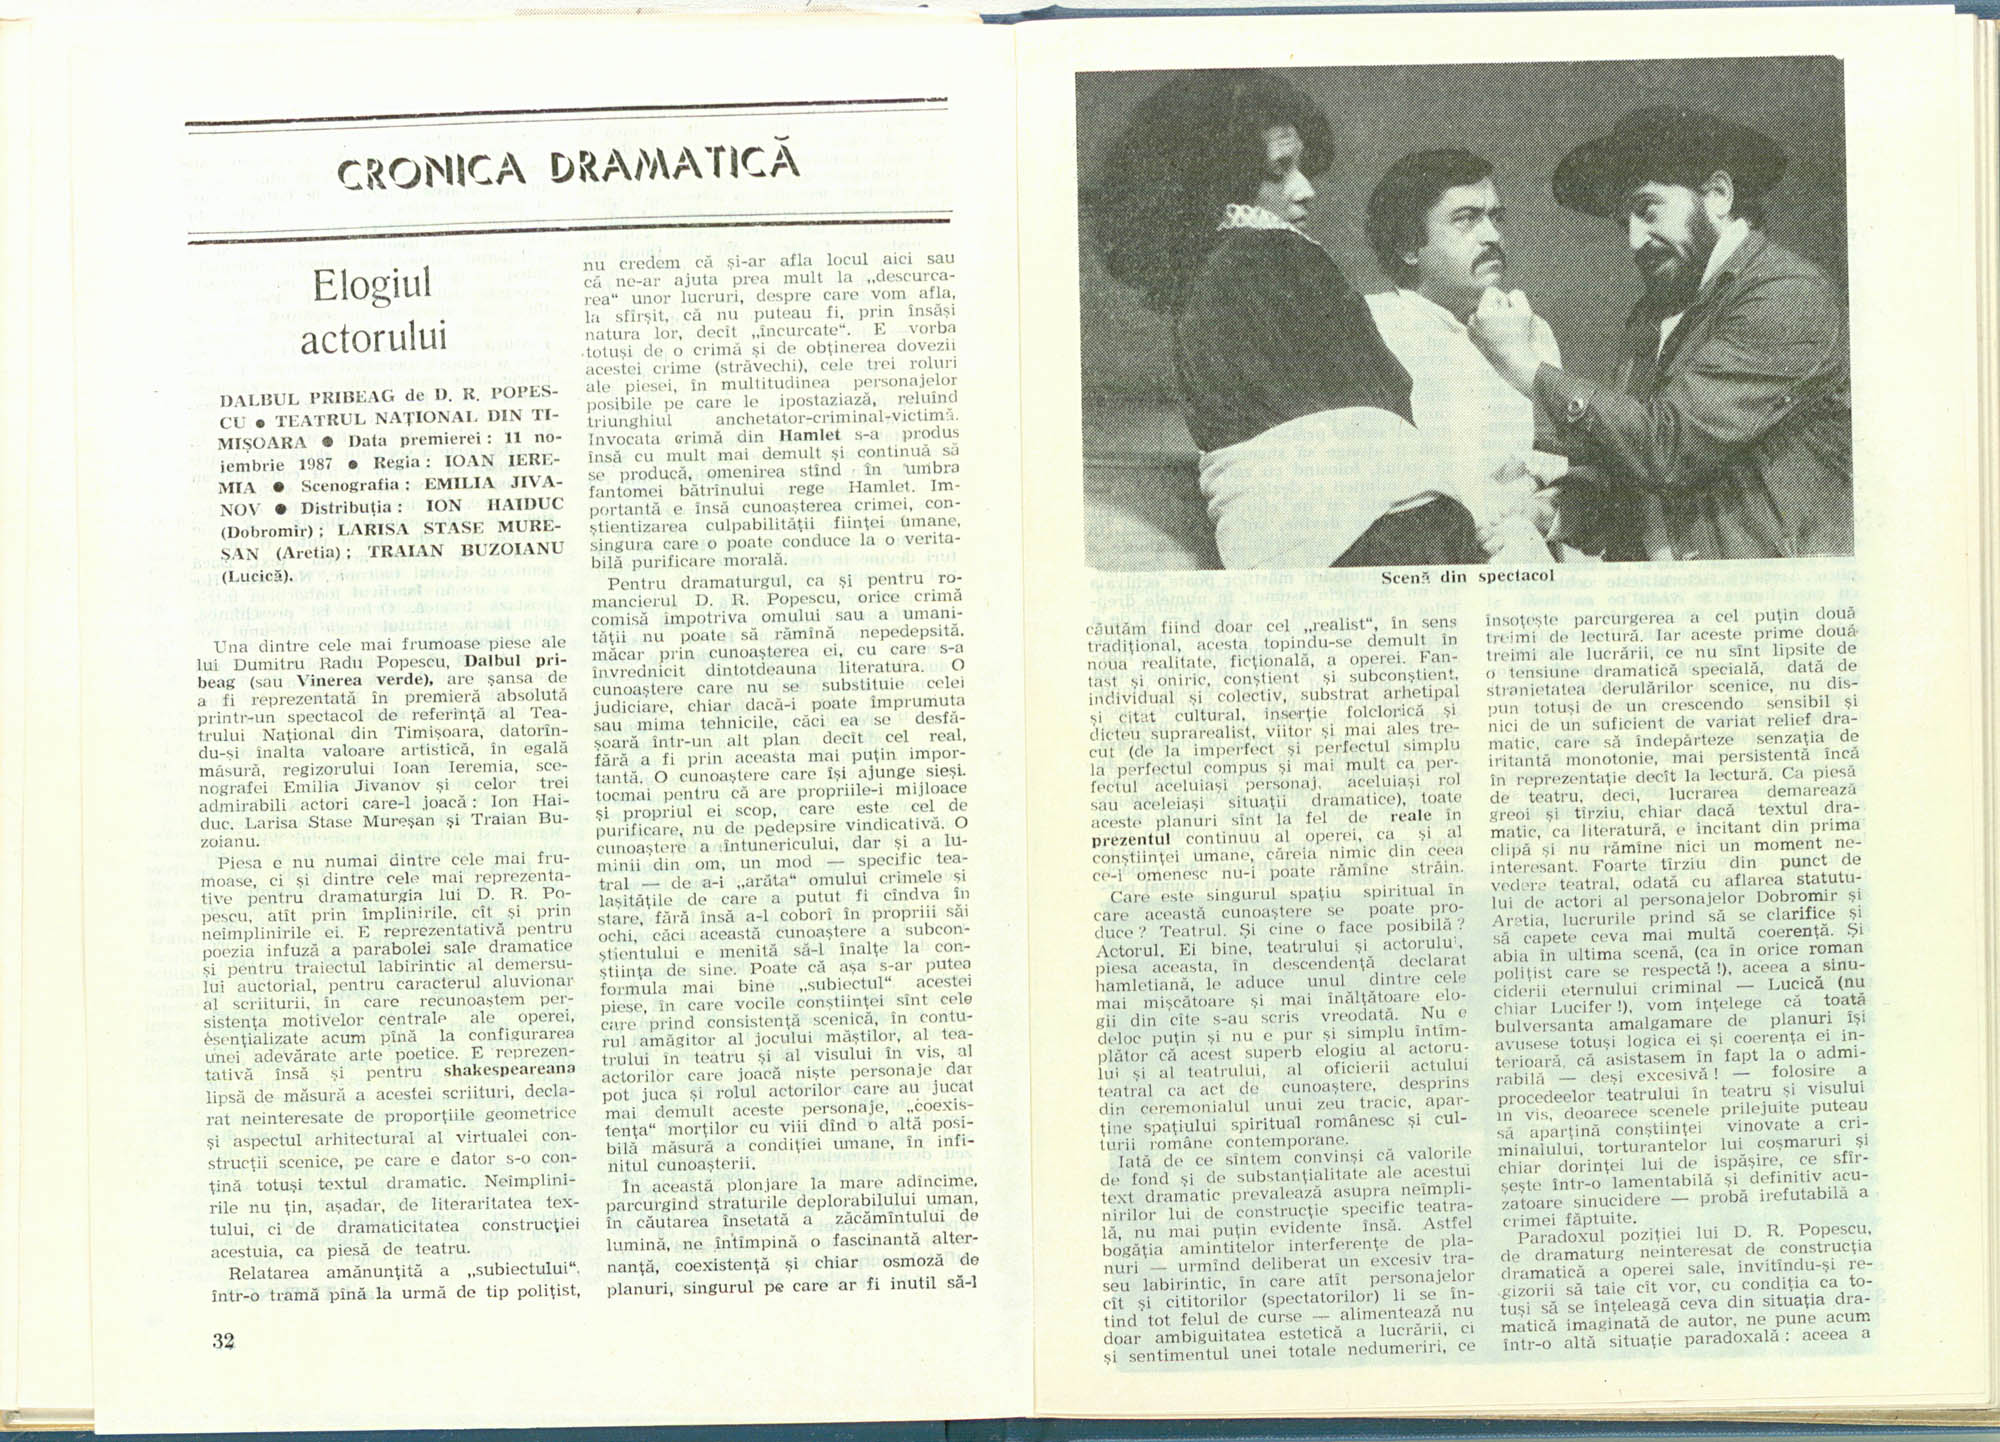 CRONICA DRAMATICĂ
Elogiul
actorului
DALBUL PRIBEAG de D. R. POPES-
CU ● TEATRUL NAȚIONAL DIN TI-
MIȘOARA ● Data premierei : 11 no-
iembrie 1987 ● Regia : IOAN IERE-
MIA ● Scenografia : EMILIA JIVA-
NOV ● Distribuția : ION HAIDUC
(Dobromir) ; LARISA STASE MURE-
ȘAN (Aretia) ; TRAIAN BUZOIANU
(Lucică).
Una dintre cele mai frumoase piese ale
lui Dumitru Radu Popescu, Dalbul pri-
beag (sau Vinerea verde), are șansa de
a fi reprezentată în premieră absolută
printr-un spectacol de referință al Tea-
trului Național din Timișoara, datorîn-
du-și înalta valoare artistică, în egală
măsură, regizorului Ioan Ieremia, sce-
nografei Emilia Jivanov și celor trei
admirabili actori care-l joacă : Ion Hai-
duc, Larisa Stase Mureșan și Traian Bu-
zoianu.
Piesa e nu numai dintre cele mai fru-
moase, ci și dintre cele mai reprezenta-
tive pentru dramaturgia lui D. R. Po-
pescu, atît prin împlinirile, cît și prin
neîmplinirile ei. E reprezentativă pentru
poezia infuză a parabolei sale dramatice
și pentru traiectul labirintic al demersu-
lui auctorial, pentru caracterul aluvionar
al scriiturii, în care recunoaștem per-
sistența motivelor centrale ale operei,
esențializate acum pînă la configurarea
unei adevărate arte poetice. E reprezen-
tativă însă și pentru shakespeareana
lipsă de măsură a acestei scriituri, decla-
rat neinteresate de proporțiile geometrice
și aspectul arhitectural al virtualei con-
strucții scenice, pe care e dator s-o con-
țină totuși textul dramatic. Neîmplini-
rile nu țin, așadar, de literaritatea tex-
tului, ci de dramaticitatea construcției
acestuia, ca piesă de teatru.
Relatarea amănunțită a „subiectului“,
într-o tramă pînă la urmă de tip polițist,
32
nu credem că și-ar afla locul aici sau
că ne-ar ajuta prea mult la „descurca-
rea“ unor lucruri, despre care vom afla,
la sfîrșit, că nu puteau fi, prin însăși
natura lor, decît „încurcate“. E vorba
totuși de o crimă și de obținerea dovezii
acestei crime (străvechi), cele trei roluri
ale piesei, în multitudinea personajelor
posibile pe care le ipostaziază, reluînd
triunghiul anchetator-criminal-victimă.
Invocata crimă din Hamlet s-a produs
însă cu mult mai demult și continuă să
se producă, omenirea stînd în umbra
fantomei bătrînului rege Hamlet. Im-
portantă e însă cunoașterea crimei, con-
știentizarea culpabilității ființei umane,
singura care o poate conduce la o verita-
bilă purificare morală.
Pentru dramaturgul, ca și pentru ro-
mancierul D. R. Popescu, orice crimă
comisă împotriva omului sau a umani-
tății nu poate să rămînă nepedepsită,
măcar prin cunoașterea ei, cu care s-a
învrednicit dintotdeauna literatura. O
cunoaștere care nu se substituie celei
judiciare, chiar dacă-i poate împrumuta
sau mima tehnicile, căci ea se desfă-
șoară într-un alt plan decît cel real,
fără a fi prin aceasta mai puțin impor-
tantă. O cunoaștere care își ajunge sieși,
tocmai pentru că are propriile-i mijloace
și propriul ei scop, care este cel de
purificare, nu de pedepsire vindicativă. O
cunoaștere a întunericului, dar și a lu-
minii din om, un mod — specific tea-
tral — de a-i „arăta“ omului crimele și
lașitățile de care a putut fi cîndva în
stare, fără însă a-l coborî în propriii săi
ochi, căci această cunoaștere a subcon-
știentului e menită să-l înalțe la con-
știința de sine. Poate că așa s-ar putea
formula mai bine „subiectul“ acestei
piese, în care vocile conștiinței sînt cele
care prind consistență scenică, în contu-
rul amăgitor al jocului măștilor, al tea-
trului în teatru și al visului în vis, al
actorilor care joacă niște personaje dar
pot juca și rolul actorilor care au jucat
mai demult aceste personaje, „coexis-
tența“ morților cu viii dînd o altă posi-
bilă măsură a condiției umane, în infi-
nitul cunoașterii.
În această plonjare la mare adîncime,
parcurgînd straturile deplorabilului uman,
în căutarea însetată a zăcămîntului de
lumină, ne întîmpină o fascinantă alter-
nanță, coexistență și chiar osmoză de
planuri, singurul pe care ar fi inutil să-l
Scenă din spectacol
căutăm fiind doar cel „realist“, în sens
tradițional, acesta topindu-se demult în
noua realitate, ficțională, a operei. Fan-
tast și oniric, conștient și subconștient,
individual și colectiv, substrat arhetipal
și citat cultural, inserție folclorică și
dicteu suprarealist, viitor și mai ales tre-
cut (de la imperfect și perfectul simplu
la perfectul compus și mai mult ca per-
fectul aceluiași personaj, aceluiași rol
sau aceleiași situații dramatice), toate
aceste planuri sînt la fel de reale în
prezentul continuu al operei, ca și al
conștiinței umane, căreia nimic din ceea
ce-i omenesc nu-i poate rămîne străin.
Care este singurul spațiu spiritual în
care această cunoaștere se poate pro-
duce ? Teatrul. Și cine o face posibilă ?
Actorul. Ei bine, teatrului și actorului,
piesa aceasta, în descendență declarat
hamletiană, le aduce unul dintre cele
mai mișcătoare și mai înălțătoare elo-
gii din cîte s-au scris vreodată. Nu e
deloc puțin și nu e pur și simplu întîm-
plător că acest superb elogiu al actoru-
lui și al teatrului, al oficierii actului
teatral ca act de cunoaștere, desprins
din ceremonialul unui zeu tracic, apar-
ține spațiului spiritual românesc și cul-
turii române contemporane.
Iată de ce sîntem convinși că valorile
de fond și de substanțialitate ale acestui
text dramatic prevalează asupra neîmpli-
nirilor lui de construcție specific teatra-
lă, nu mai puțin evidente însă. Astfel
bogăția amintitelor interferențe de pla-
nuri — urmînd deliberat un excesiv tra-
seu labirintic, în care atît personajelor
cît și cititorilor (spectatorilor) li se în-
tind tot felul de curse — alimentează nu
doar ambiguitatea estetică a lucrării, ci
și sentimentul unei totale nedumeriri, ce
însoțește parcurgerea a cel puțin două
treimi de lectură. Iar aceste prime două
treimi ale lucrării, ce nu sînt lipsite de
o tensiune dramatică specială, dată de
stranietatea derulărilor scenice, nu dis-
pun totuși de un crescendo sensibil și
nici de un suficient de variat relief dra-
matic, care să îndepărteze senzația de
iritantă monotonie, mai persistentă încă
în reprezentație decît la lectură. Ca piesă
de teatru, deci, lucrarea demarează
greoi și tîrziu, chiar dacă textul dra-
matic, ca literatură, e incitant din prima
clipă și nu rămîne nici un moment ne-
interesant. Foarte tîrziu din punct de
vedere teatral, odată cu aflarea statutu-
lui de actori al personajelor Dobromir și
Aretia, lucrurile prind să se clarifice și
să capete ceva mai multă coerență. Și
abia în ultima scenă, (ca în orice roman
polițist care se respectă !), aceea a sinu-
ciderii eternului criminal — Lucică (nu
chiar Lucifer !), vom înțelege că toată
bulversanta amalgamare de planuri își
avusese totuși logica ei și coerența ei in-
terioară, că asistasem în fapt la o admi-
rabilă — deși excesivă ! — folosire a
procedeelor teatrului în teatru și visului
în vis, deoarece scenele prilejuite puteau
să aparțină conștiinței vinovate a cri-
minalului, torturantelor lui coșmaruri și
chiar dorinței lui de ispășire, ce sfîr-
șește într-o lamentabilă și definitiv acu-
zatoare sinucidere — probă irefutabilă a
crimei făptuite.
Paradoxul poziției lui D. R. Popescu,
de dramaturg neinteresat de construcția
dramatică a operei sale, invitîndu-și re-
gizorii să taie cît vor, cu condiția ca to-
tuși să se înțeleagă ceva din situația dra-
matică imaginată de autor, ne pune acum
într-o altă situație paradoxală : aceea a